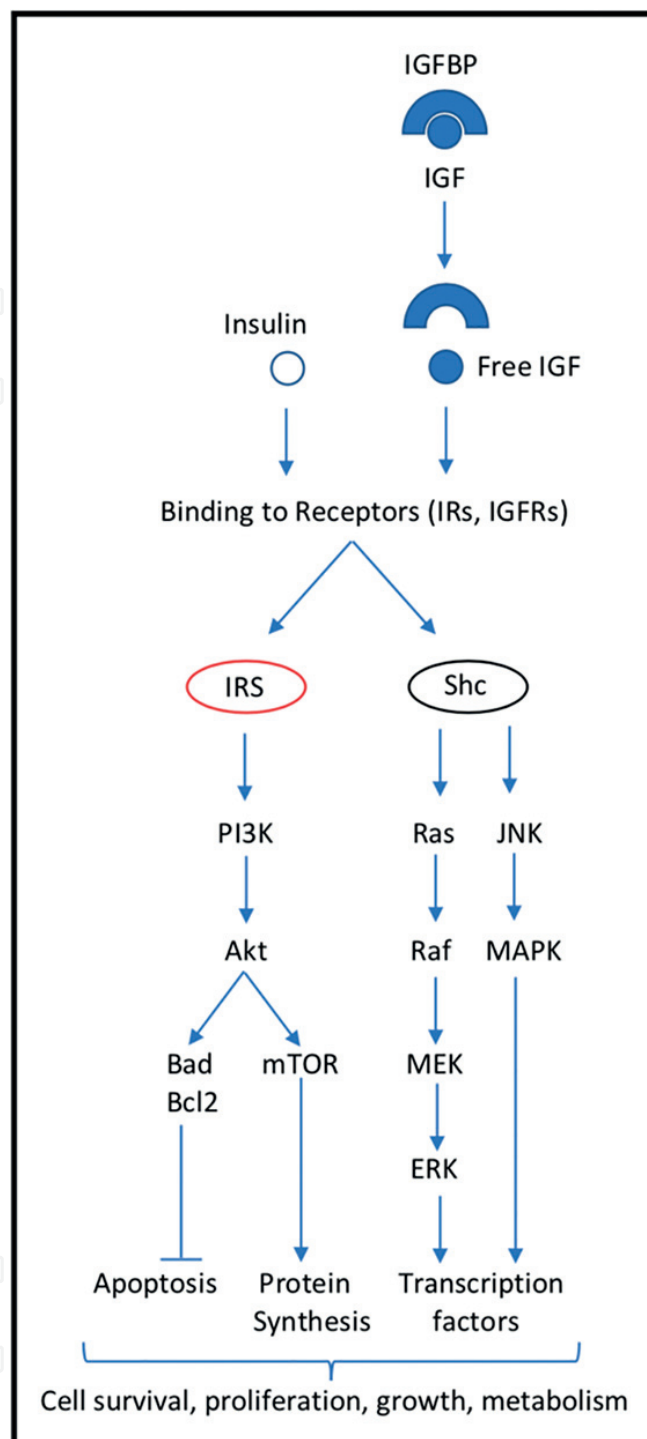 IGFBP
IGF
Insulin
Free IGF
Binding to Receptors (IRs, IGFRs)
IRS
Shc
PI3K
Ras
JNK
Akt
Raf
MAPK
Bad
mTOR
MEK
Bcl2
ERK
Apoptosis
Protein
Transcription
Synthesis
factors
Cell survival, proliferation, growth, metabolism